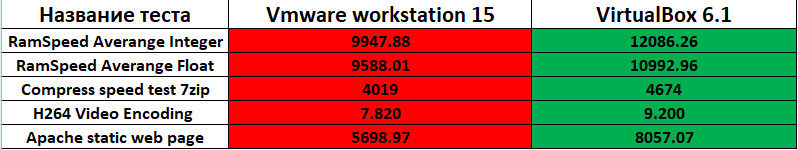 Название теста Vmware workstation 15 VirtualBox 6.1
RamSpeed Averange Integer 9947.88 12086.26
RamSpeed Averange Float 9588.01 10992.96
Compress speed test 7zip 4019 4674
H264 Video Encoding 7.820 9.200
Apache static web page 5698.97 8057.07